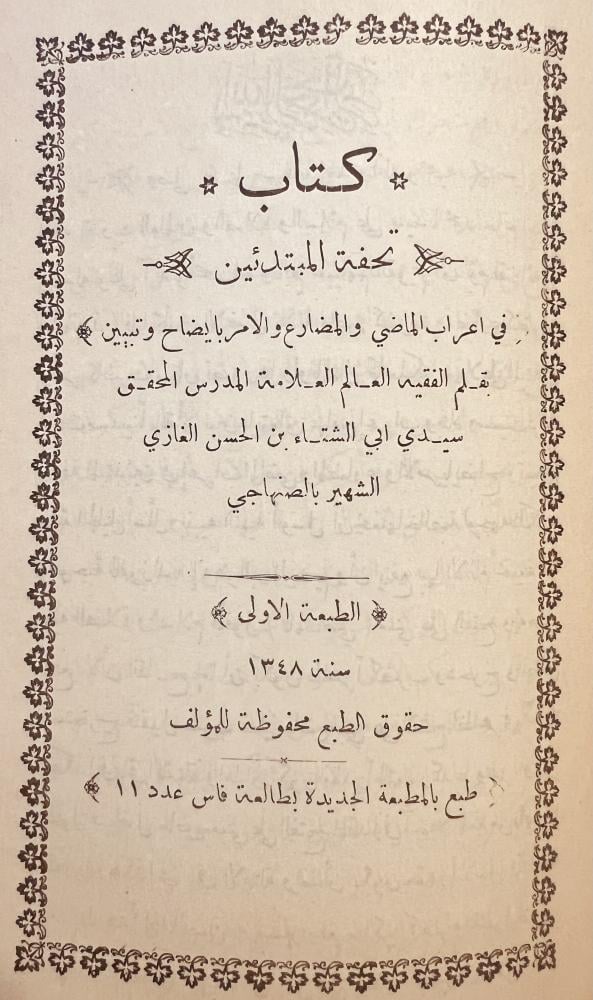 كتاب
تحفة المبتدئين
في اعراب الماضي والمضارع والامر بايضاح وتبيين
بقلم الفقيه العالم العلامة المدرس المحقق
سيدي ابي الشتاء بن الحسن الغازي
الشهير بالصنهاجي
الطبعة الاولى
سنة ١٣٤٨
حقوق الطبع محفوظة للمؤلف
طبع بالمطبعة الجديدة بطالعة فاس عدد ١١